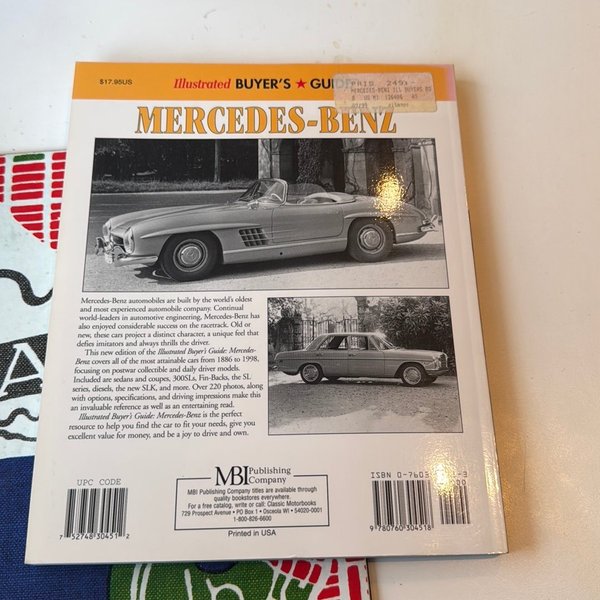 $17.95US
Illustrated BUYER'S ★ GUIDE
PRIS 249:-
MERCEDES-BENZ
Mercedes-Benz automobiles are built by the world's oldest
and most experienced automobile company. Continual
world-leaders in automotive engineering, Mercedes-Benz has
also enjoyed considerable success on the racetrack. Old or
new, these cars project a distinct character, a unique feel that
defies imitators and always thrills the driver.
This new edition of the Illustrated Buyer's Guide: Mercedes-
Benz covers all of the most attainable cars from 1886 to 1998,
focusing on postwar collectible and daily driver models.
Included are sedans and coupes, 300SLs, Fin-Backs, the SL
series, diesels, the new SLK, and more. Over 220 photos, along
with options, specifications, and driving impressions make this
an invaluable reference as well as an entertaining read.
Illustrated Buyer's Guide: Mercedes-Benz is the perfect
resource to help you find the car to fit your needs, give you
excellent value for money, and be a joy to drive and own.
UPC CODE
7 52748 30451 2
MBI Publishing
Company
MBI Publishing Company titles are available through
quality bookstores everywhere.
For a free catalog, write or call: Classic Motorbooks
729 Prospect Avenue • PO Box 1 • Osceola WI • 54020-0001
1-800-826-6600
Printed in USA
ISBN 0-760
9 780760 304518
A